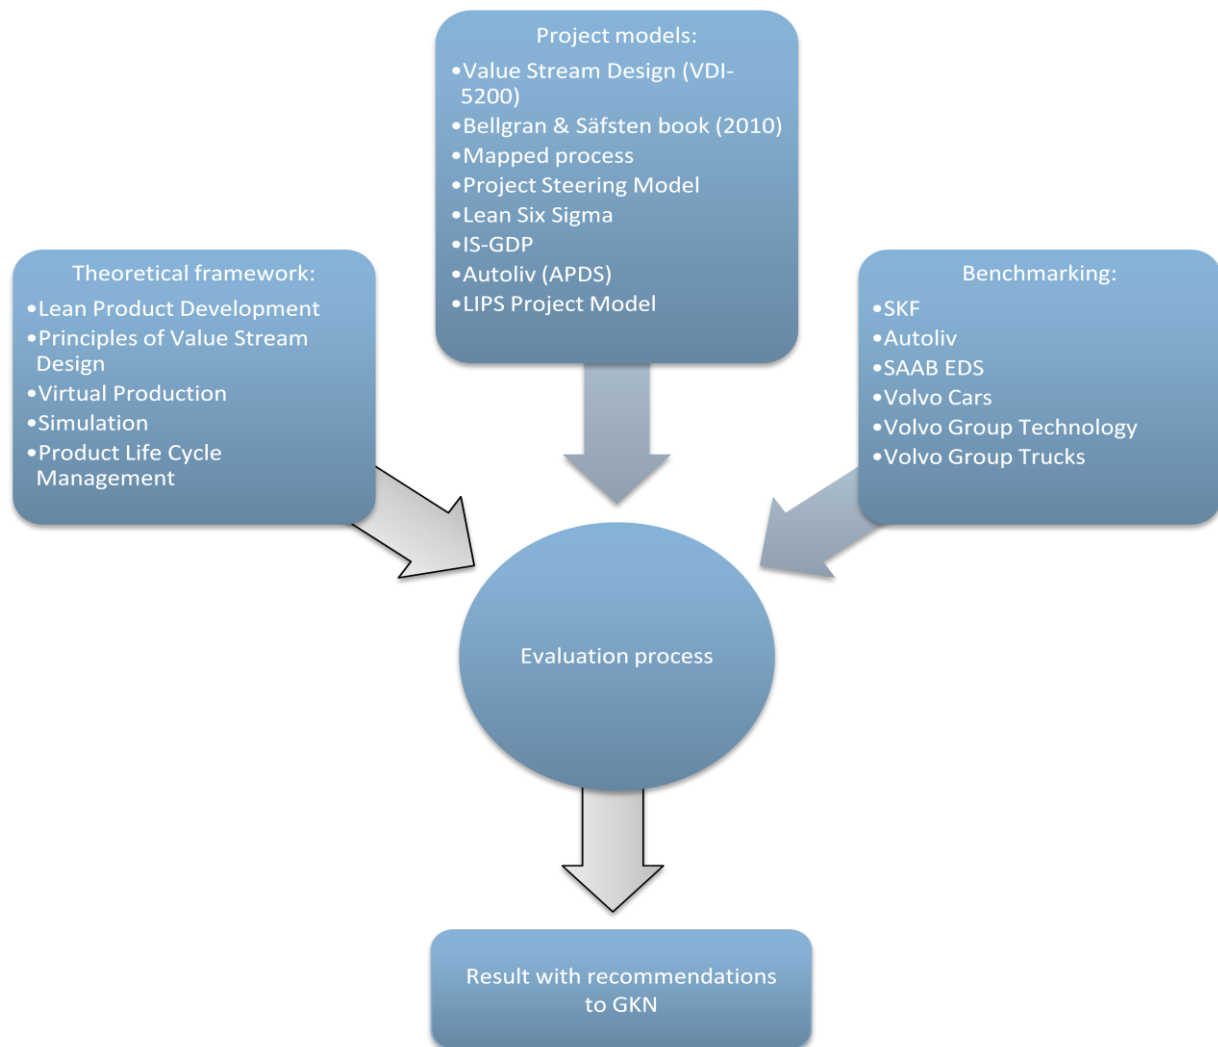 Project models:
•Value Stream Design (VDI-
5200)
•Bellgran & Säfsten book (2010)
•Mapped process
•Project Steering Model
•Lean Six Sigma
•IS-GDP
•Autoliv (APDS)
•LIPS Project Model
Theoretical framework:
•Lean Product Development
•Principles of Value Stream
Design
•Virtual Production
•Simulation
•Product Life Cycle
Management
Benchmarking:
•SKF
•Autoliv
•SAAB EDS
•Volvo Cars
•Volvo Group Technology
•Volvo Group Trucks
Evaluation process
Result with recommendations
to GKN